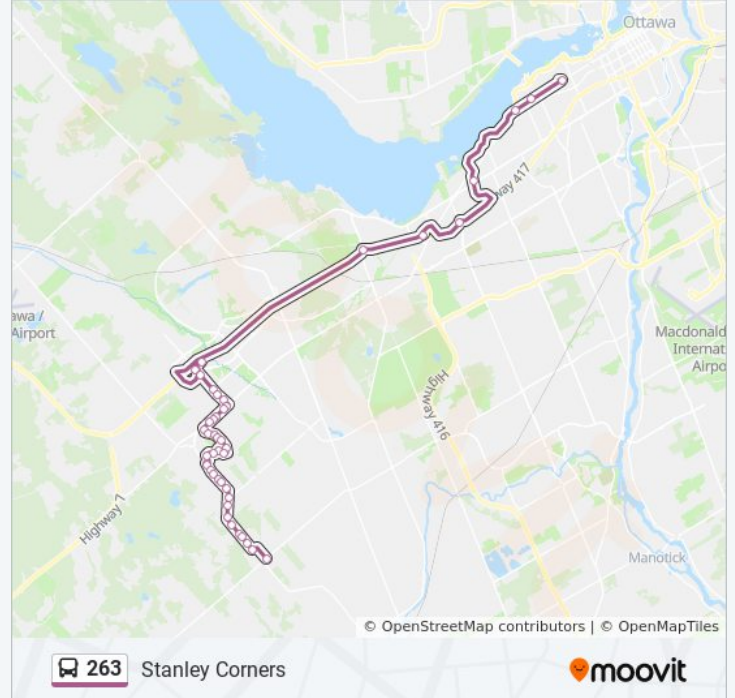 Ottawa
way 417
awa /
Airport
Macdonald
Internat
Airpo
Highway 416
Highway 7
Manotick
© OpenStreetMap contributors | © OpenMapTiles
263 Stanley Corners
moovit